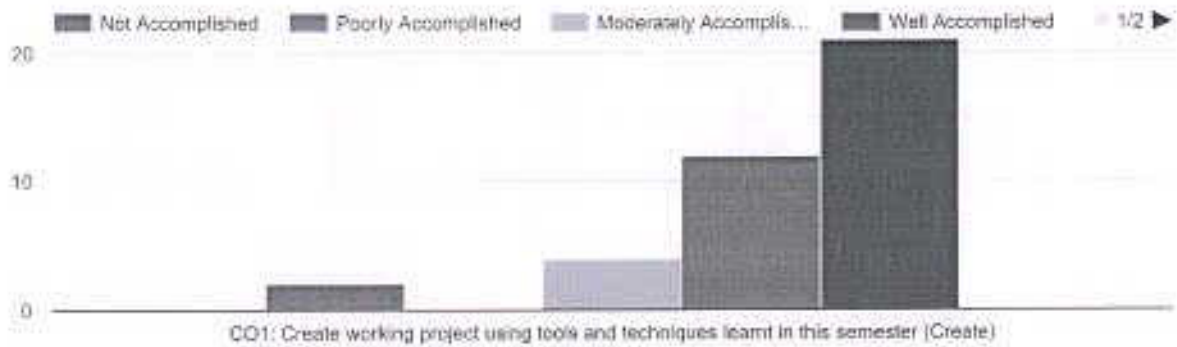 Not Accomplished Poorly Accomplished Moderately Accomplis... Well Accomplished 1/2
20
10
0
CO1: Create working project using tools and techniques learnt in this semester (Create)